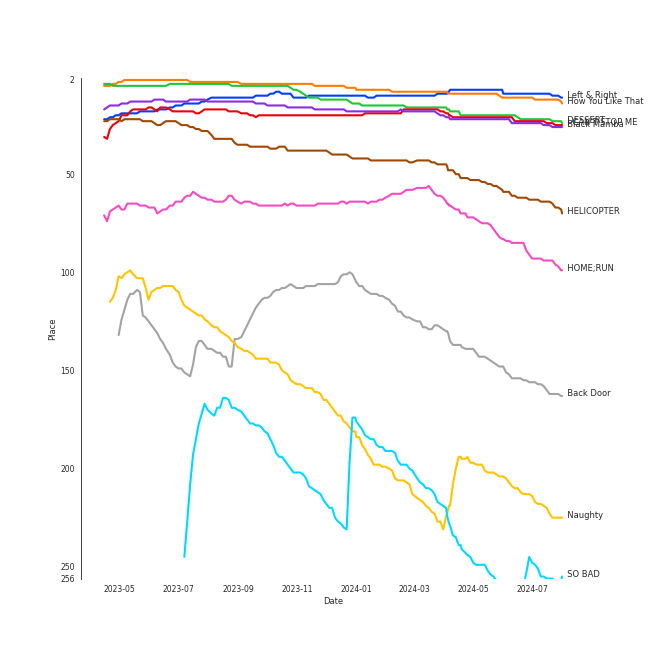 2
50
100
150
200
250
256
Place
2023-05
2023-07
2023-09
2023-11
2024-01
2024-03
2024-05
2024-07
Date
Left & Right
How You Like That
DESSERT
Black Mamba
HELICOPTER
HOME;RUN
Back Door
Naughty
SO BAD